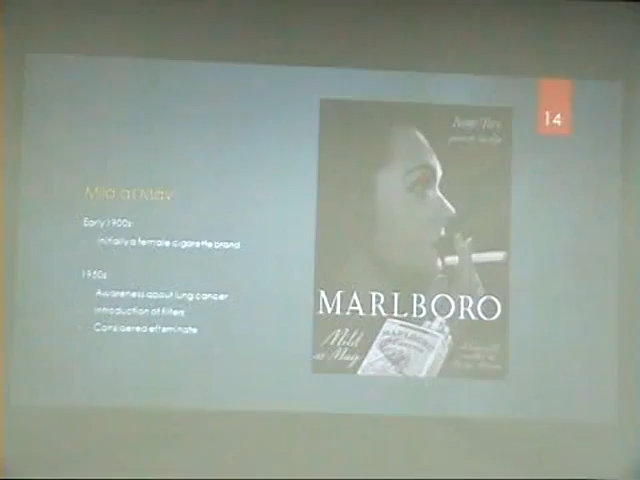 14
Mild as May
Early 1900s:
Initially a female cigarette brand
1950s:
Awareness about lung cancer
Introduction of filters
Considered effeminate
MARLBORO
Mild
as May
MARLBORO